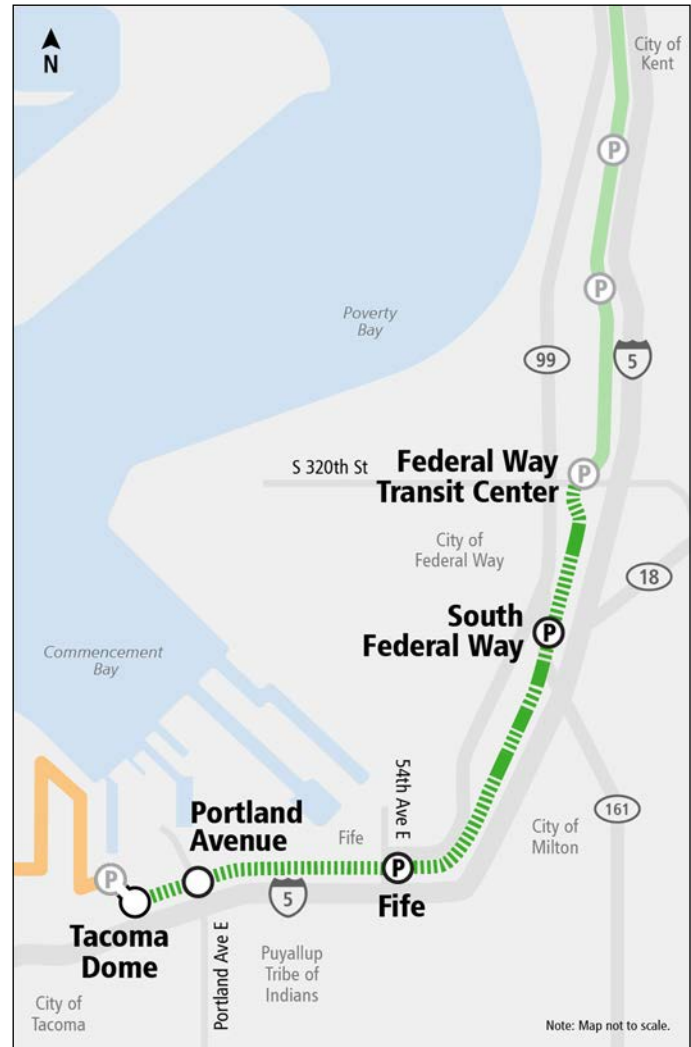 N
City of
Kent
P
P
Poverty
Bay
99
5
S 320th St
Federal Way
Transit Center
P
City of
Federal Way
18
South
Federal Way
P
Commencement
Bay
54th Ave E
161
Portland
Avenue
Fife
City of
Milton
P
P
5
Fife
Tacoma
Dome
Portland Ave E
Puyallup
Tribe of
Indians
City of
Tacoma
Note: Map not to scale.